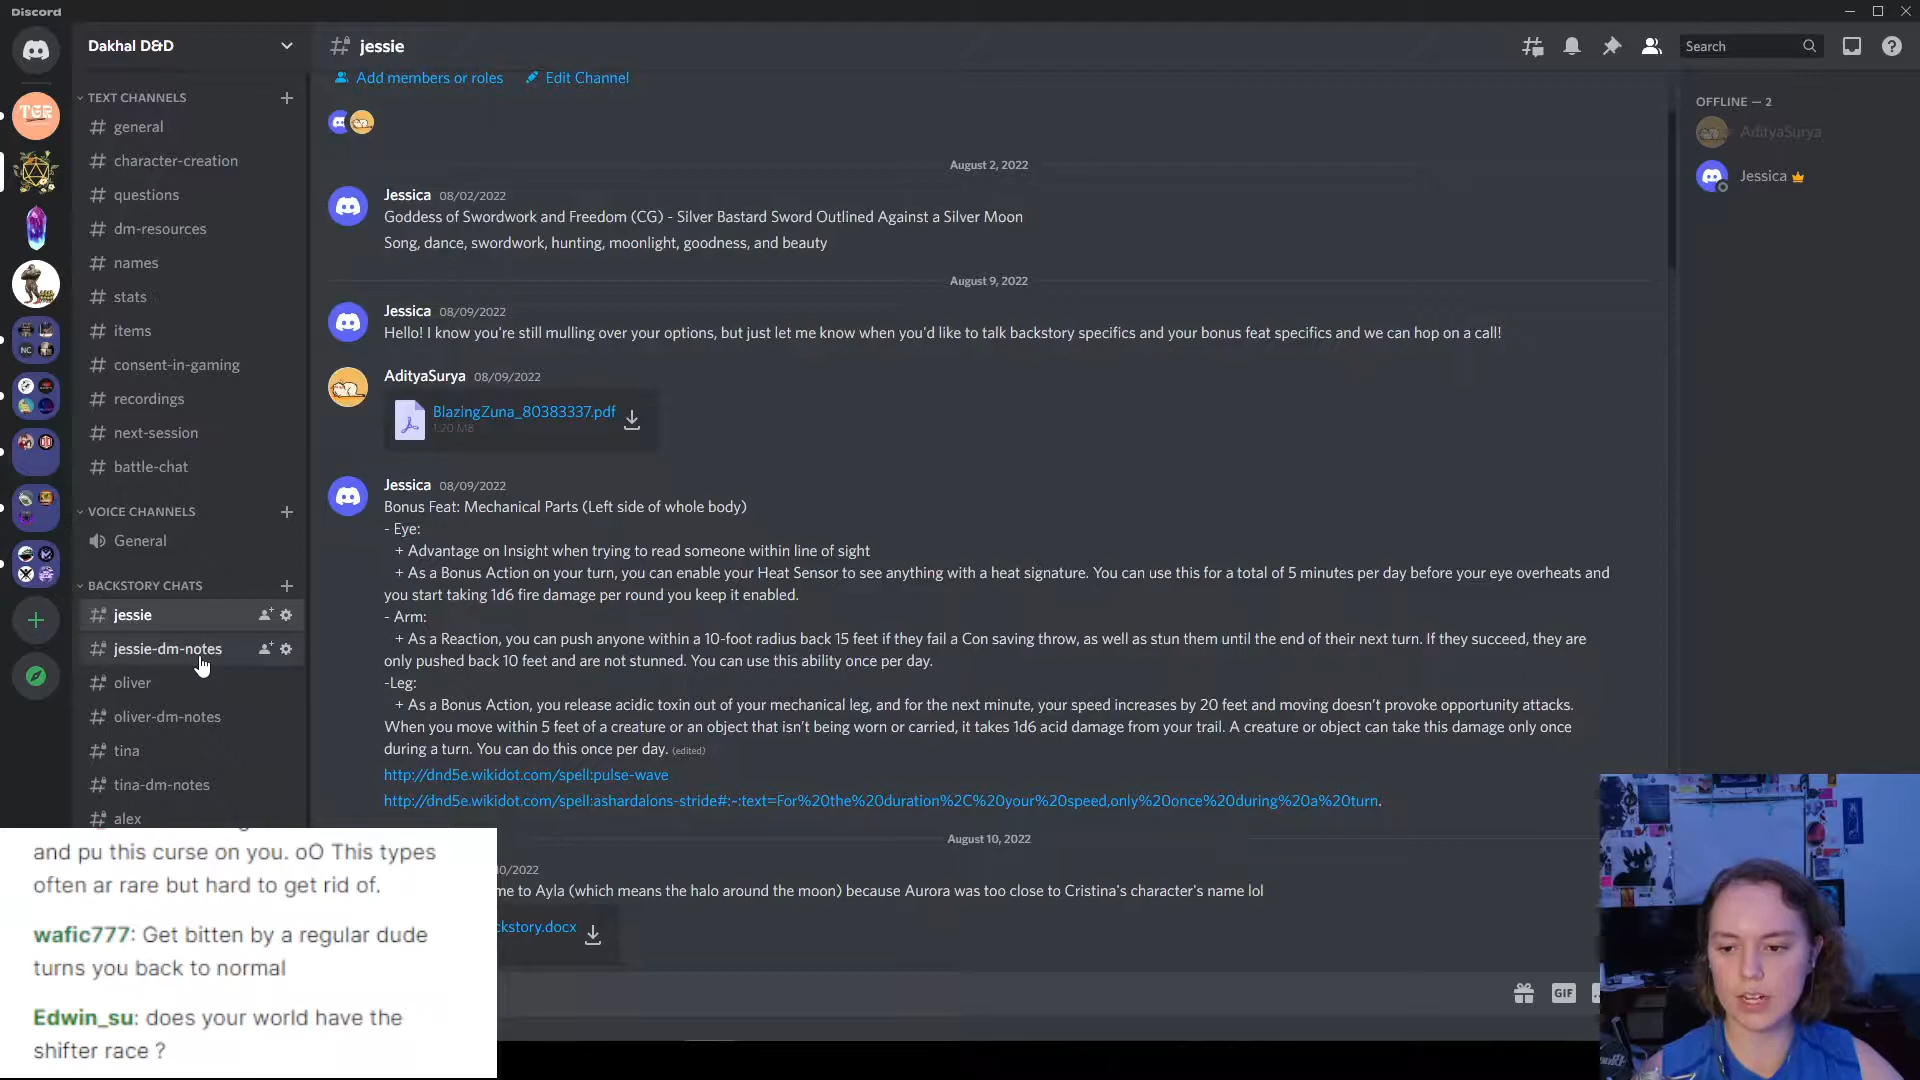 Discord
Dakhal D&D
jessie
Search
Add members or roles
Edit Channel
TEXT CHANNELS
general
character-creation
questions
dm-resources
names
stats
items
consent-in-gaming
recordings
next-session
battle-chat
VOICE CHANNELS
General
BACKSTORY CHATS
jessie
jessie-dm-notes
oliver
oliver-dm-notes
tina
tina-dm-notes
alex
TGR
NC
August 2, 2022
Jessica 08/02/2022
Goddess of Swordwork and Freedom (CG) - Silver Bastard Sword Outlined Against a Silver Moon
Song, dance, swordwork, hunting, moonlight, goodness, and beauty
August 9, 2022
Jessica 08/09/2022
Hello! I know you're still mulling over your options, but just let me know when you'd like to talk backstory specifics and your bonus feat specifics and we can hop on a call!
AdityaSurya 08/09/2022
BlazingZuna_80383337.pdf
1.20 MB
Jessica 08/09/2022
Bonus Feat: Mechanical Parts (Left side of whole body)
- Eye:
+ Advantage on Insight when trying to read someone within line of sight
+ As a Bonus Action on your turn, you can enable your Heat Sensor to see anything with a heat signature. You can use this for a total of 5 minutes per day before your eye overheats and
you start taking 1d6 fire damage per round you keep it enabled.
- Arm:
+ As a Reaction, you can push anyone within a 10-foot radius back 15 feet if they fail a Con saving throw, as well as stun them until the end of their next turn. If they succeed, they are
only pushed back 10 feet and are not stunned. You can use this ability once per day.
-Leg:
+ As a Bonus Action, you release acidic toxin out of your mechanical leg, and for the next minute, your speed increases by 20 feet and moving doesn't provoke opportunity attacks.
When you move within 5 feet of a creature or an object that isn't being worn or carried, it takes 1d6 acid damage from your trail. A creature or object can take this damage only once
during a turn. You can do this once per day. (edited)
http://dnd5e.wikidot.com/spell:pulse-wave
http://dnd5e.wikidot.com/spell:ashardalons-stride#:~:text=For%20the%20duration%2C%20your%20speed,only%20once%20during%20a%20turn.
August 10, 2022
10/2022
me to Ayla (which means the halo around the moon) because Aurora was too close to Cristina's character's name lol
ckstory.docx
GIF
OFFLINE — 2
AdityaSurya
Jessica
and pu this curse on you. oO This types
often ar rare but hard to get rid of.
wafic777: Get bitten by a regular dude
turns you back to normal
Edwin_su: does your world have the
shifter race ?